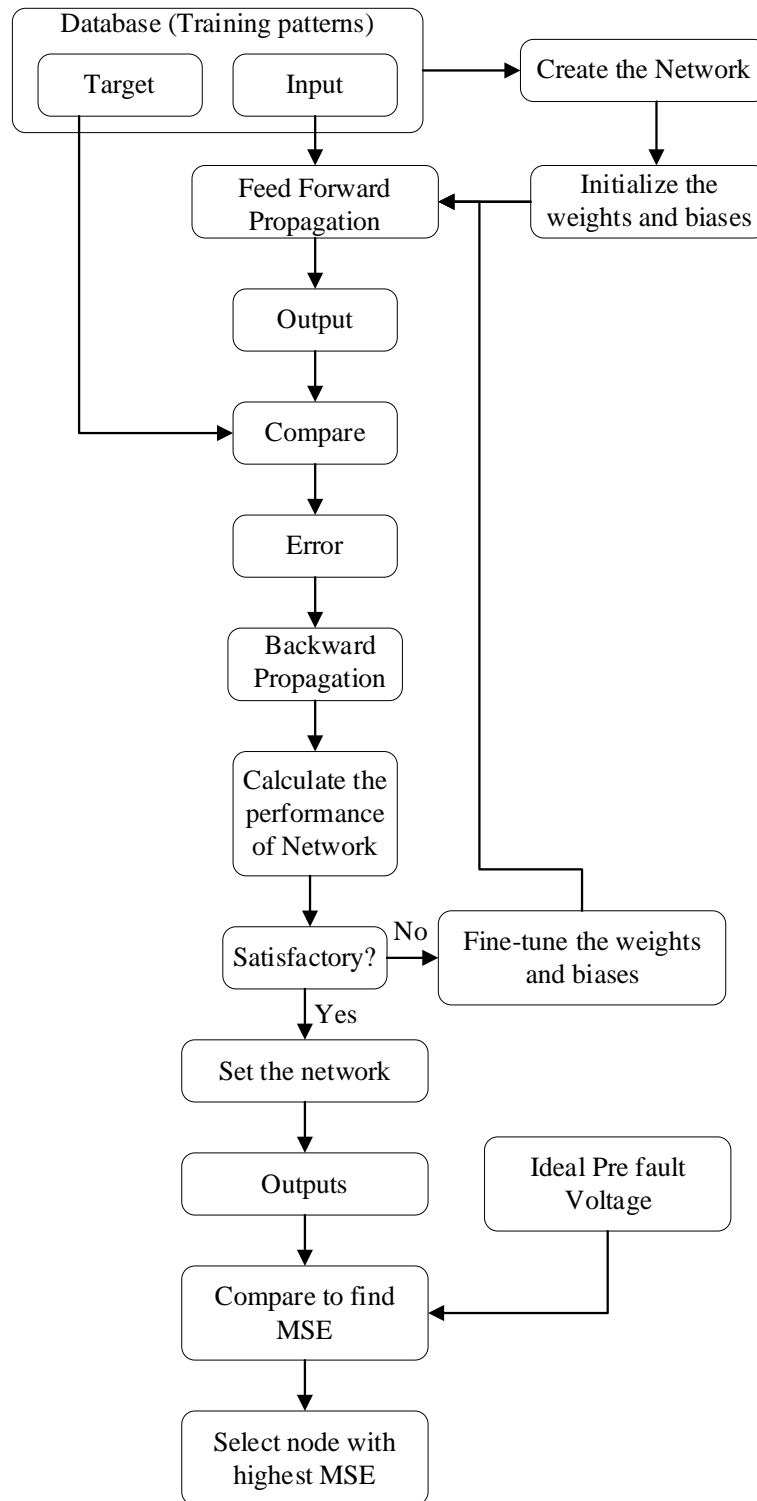 Database (Training patterns)
Target
Input
Create the Network
Feed Forward
Propagation
Initialize the
weights and biases
Output
Compare
Error
Backward
Propagation
Calculate the
performance
of Network
Satisfactory?
No
Fine-tune the weights
and biases
Yes
Set the network
Outputs
Ideal Pre fault
Voltage
Compare to find
MSE
Select node with
highest MSE